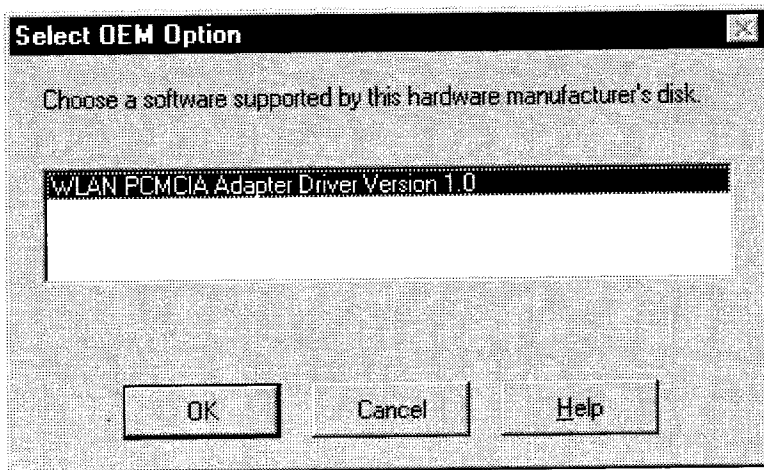 Select OEM Option
Choose a software supported by this hardware manufacturer's disk.
WLAN PCMCIA Adapter Driver Version 1.0
OK
Cancel
Help